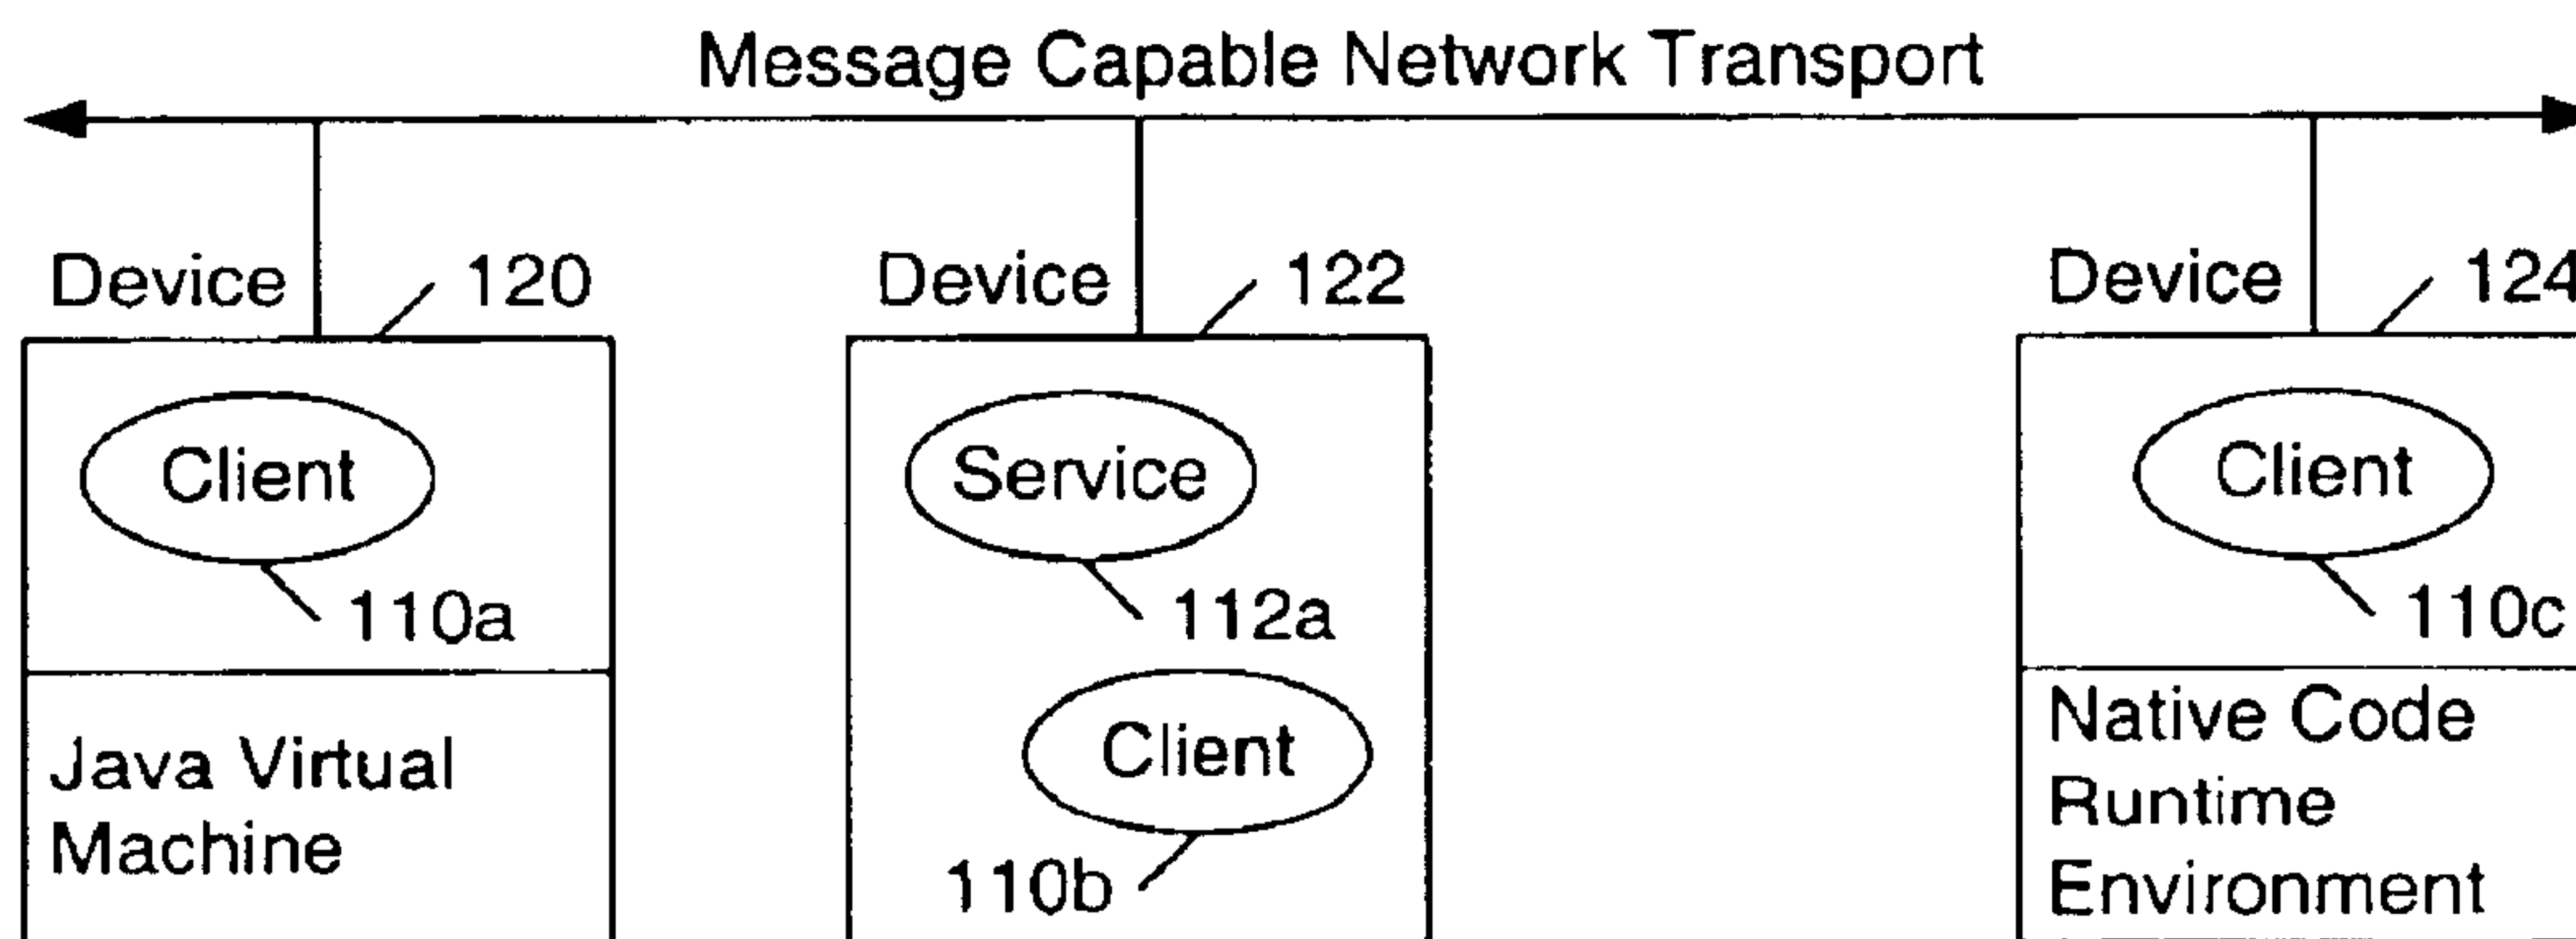 Message Capable Network Transport
Device 120
Device 122
Device 124
Client
Service
Client
110a
112a
110c
Java Virtual
Machine
Client
110b
Native Code
Runtime
Environment